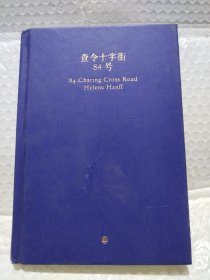 查令十字街
84号
84, Charing Cross Road
Helene Hanff